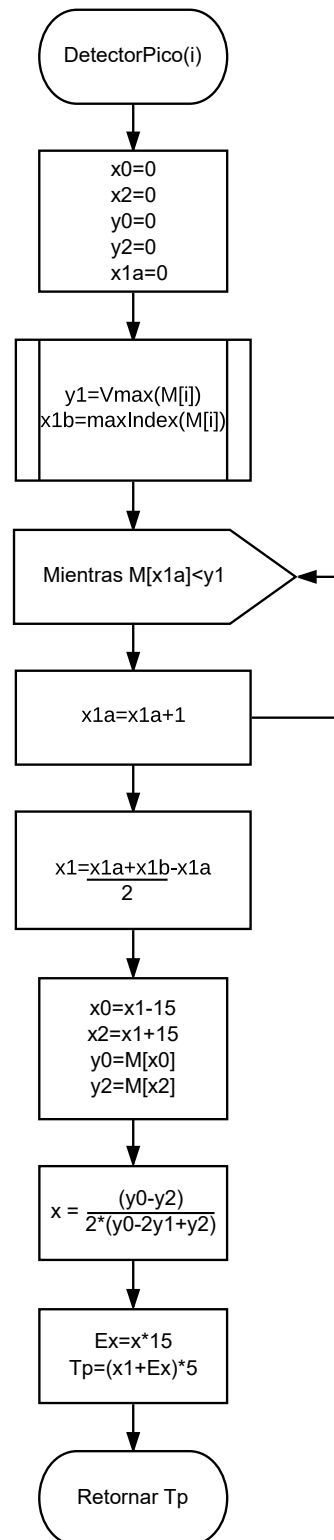 DetectorPico(i)
x0=0
x2=0
y0=0
y2=0
x1a=0
y1=Vmax(M[i])
x1b=maxIndex(M[i])
Mientras M[x1a]<y1
x1a=x1a+1
x1=x1a+x1b-x1a
2
x0=x1-15
x2=x1+15
y0=M[x0]
y2=M[x2]
x = (y0-y2)
2*(y0-2y1+y2)
Ex=x*15
Tp=(x1+Ex)*5
Retornar Tp